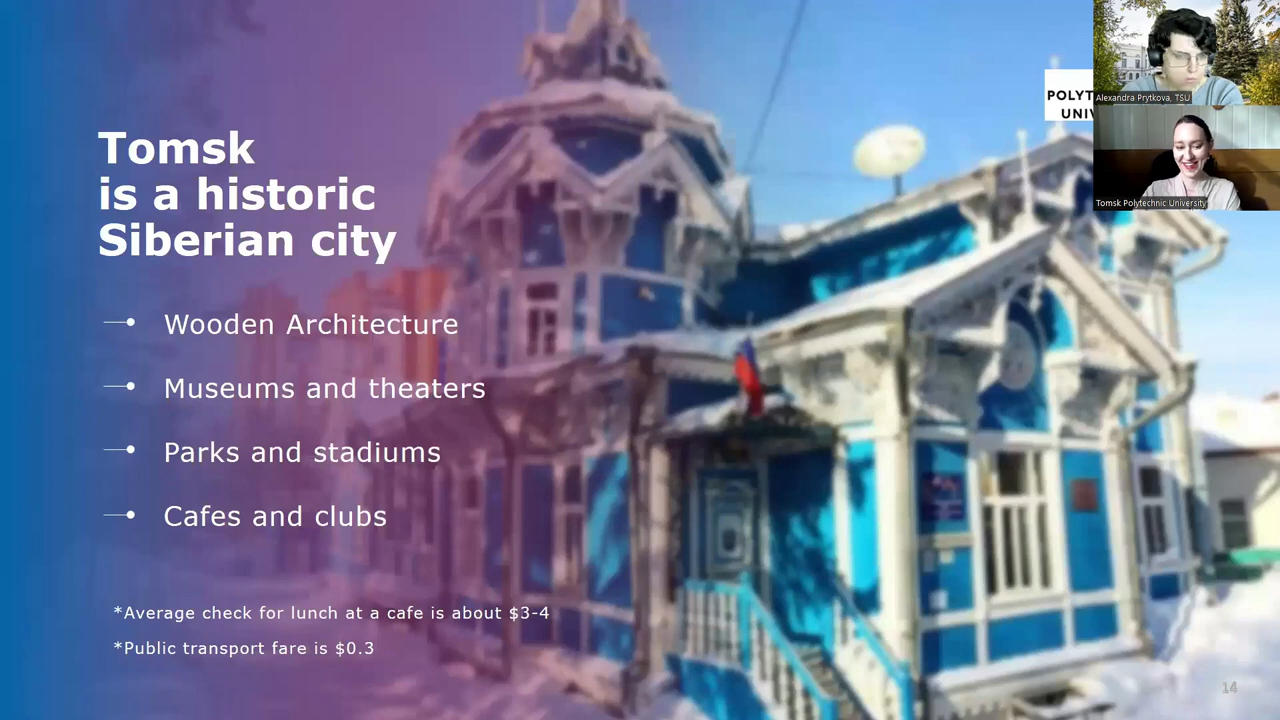 Tomsk
is a historic
Siberian city
Wooden Architecture
Museums and theaters
Parks and stadiums
Cafes and clubs
*Average check for lunch at a cafe is about $3-4
*Public transport fare is $0.3
POLYT
UNIV
Alexandra Prytkova, TSU
Tomsk Polytechnic University
14